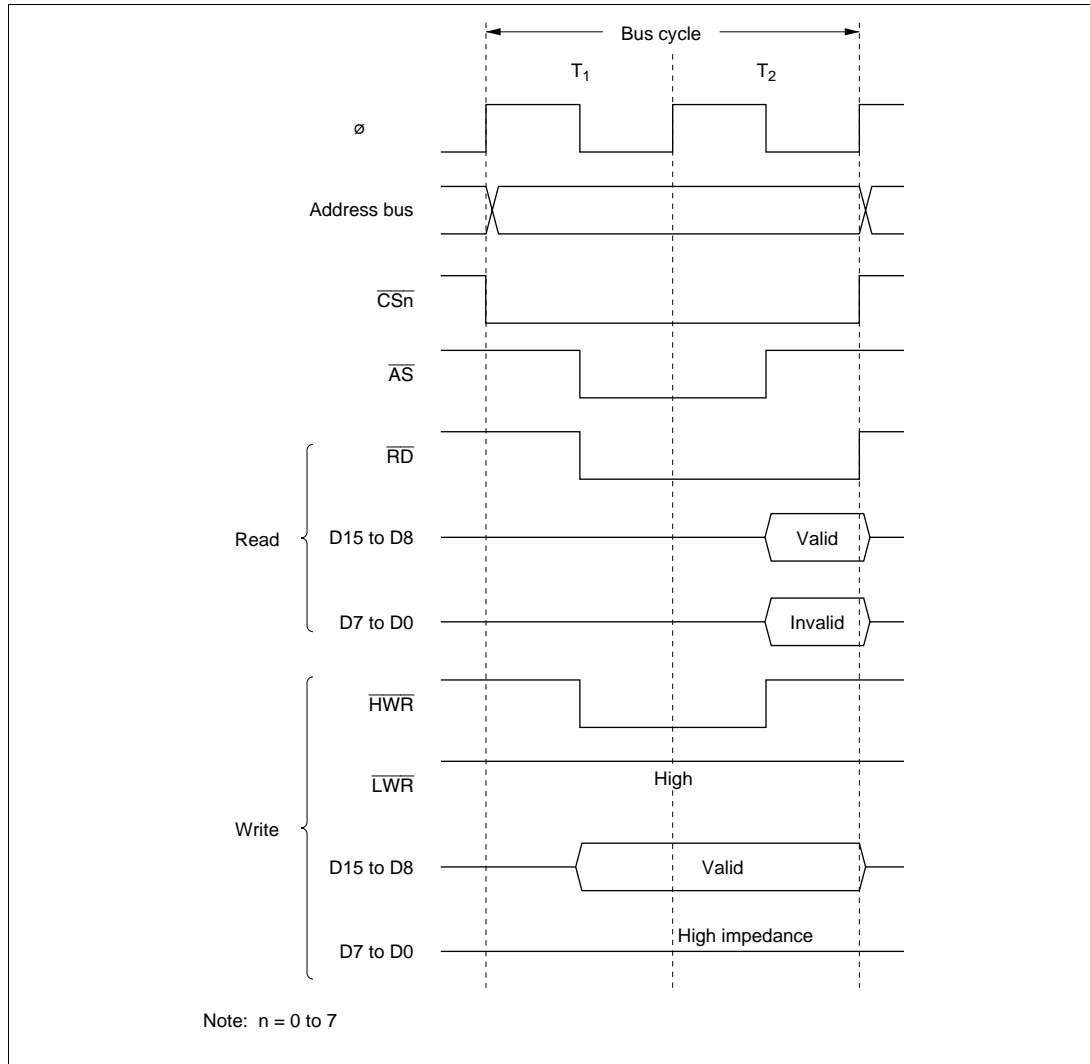 Bus cycle
T1 T2
ø
Address bus
CSn
AS
RD
Read
D15 to D8 Valid
D7 to D0 Invalid
HWR
LWR High
Write
D15 to D8 Valid
D7 to D0 High impedance
Note: n = 0 to 7